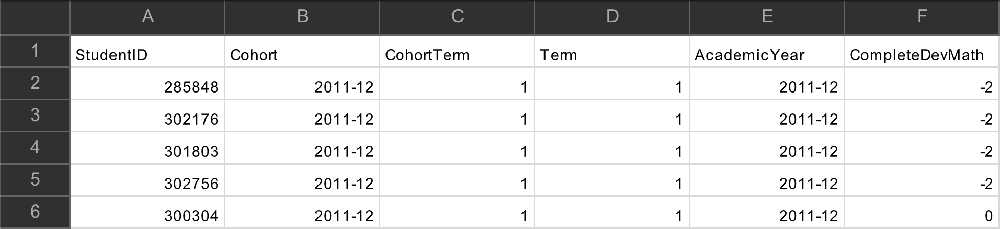 A B C D E F
1 StudentID Cohort CohortTerm Term AcademicYear CompleteDevMath
2 285848 2011-12 1 1 2011-12 -2
3 302176 2011-12 1 1 2011-12 -2
4 301803 2011-12 1 1 2011-12 -2
5 302756 2011-12 1 1 2011-12 -2
6 300304 2011-12 1 1 2011-12 0